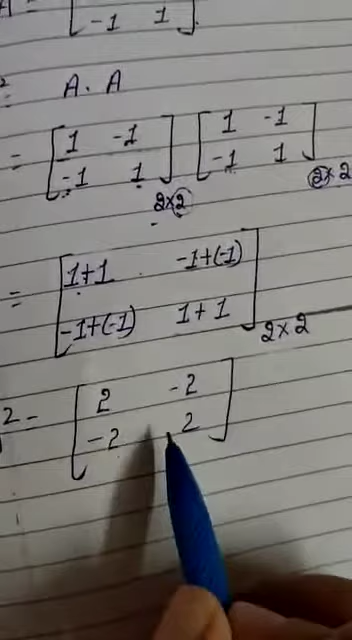 A = [ -1 1 ].
2 = A. A
= [ 1 -1 ] [ 1 -1 ]
[ -1 1 ] 2×2 [ -1 1 ] 2×2
= [ 1+1 -1+(-1) ]
[ -1+(-1) 1+1 ] 2×2
2 = [ 2 -2 ]
[ -2 2 ]